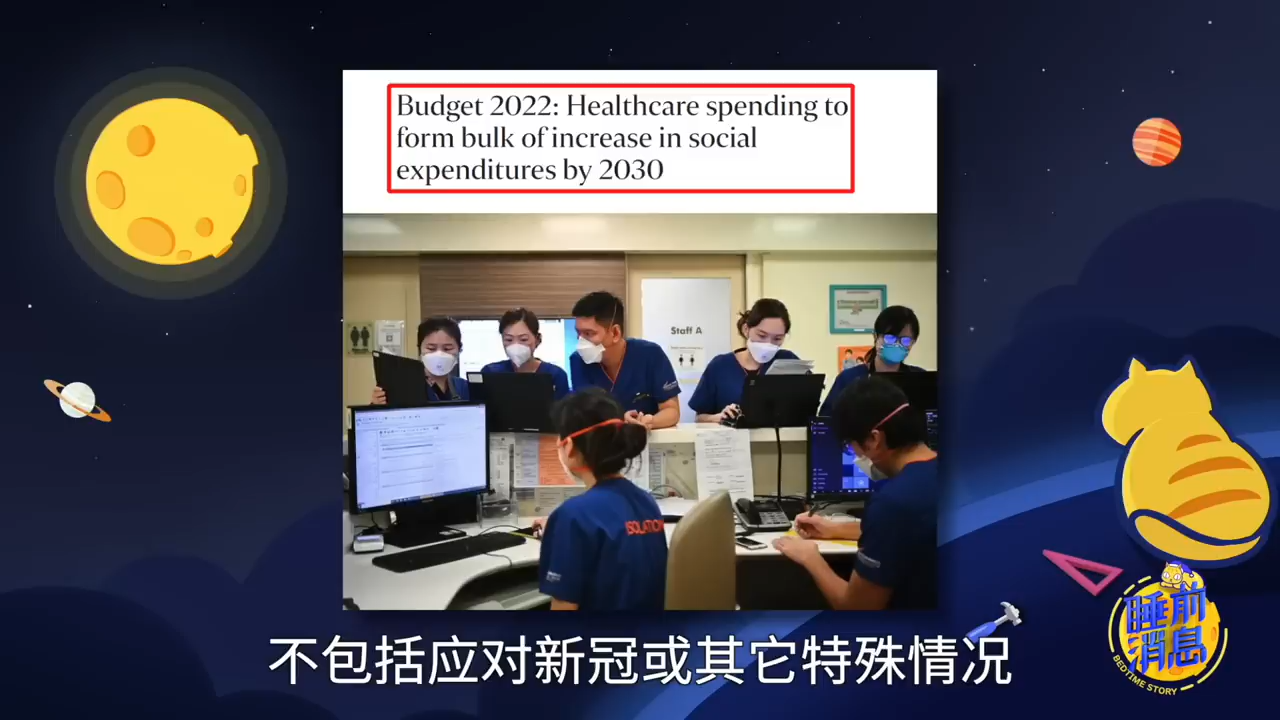 Budget 2022: Healthcare spending to
form bulk of increase in social
expenditures by 2030
Staff A
ISOLATION
不包括应对新冠或其它特殊情况
睡前
消息
BEDTIME STORY